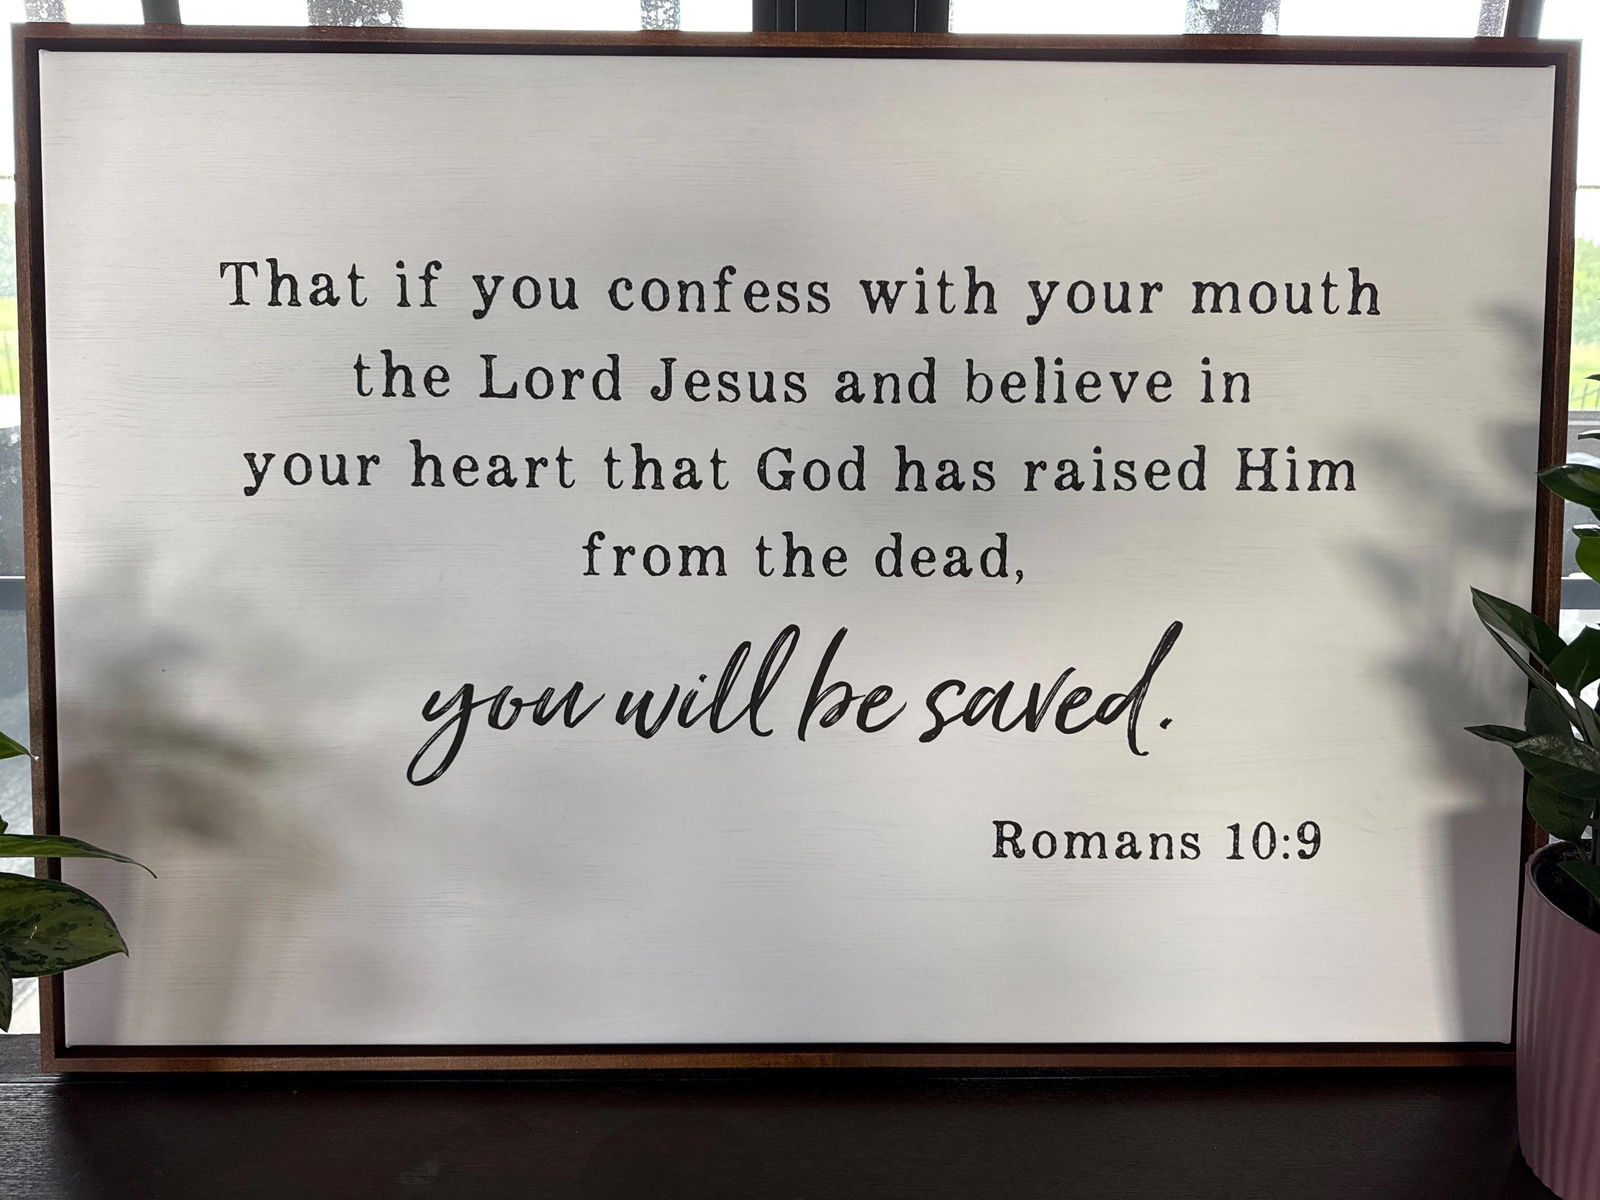 That if you confess with your mouth
the Lord Jesus and believe in
your heart that God has raised Him
from the dead,
you will be saved.
Romans 10:9